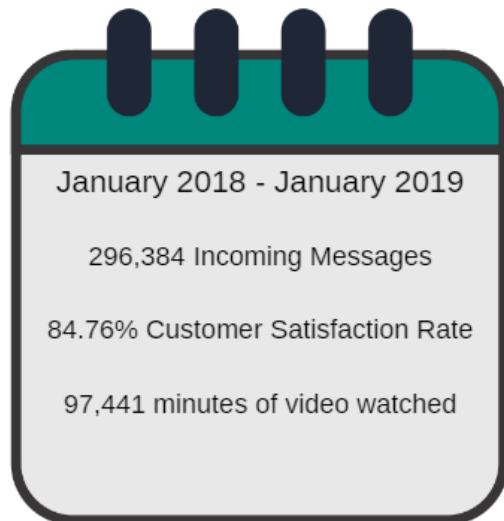 January 2018 - January 2019
296,384 Incoming Messages
84.76% Customer Satisfaction Rate
97,441 minutes of video watched